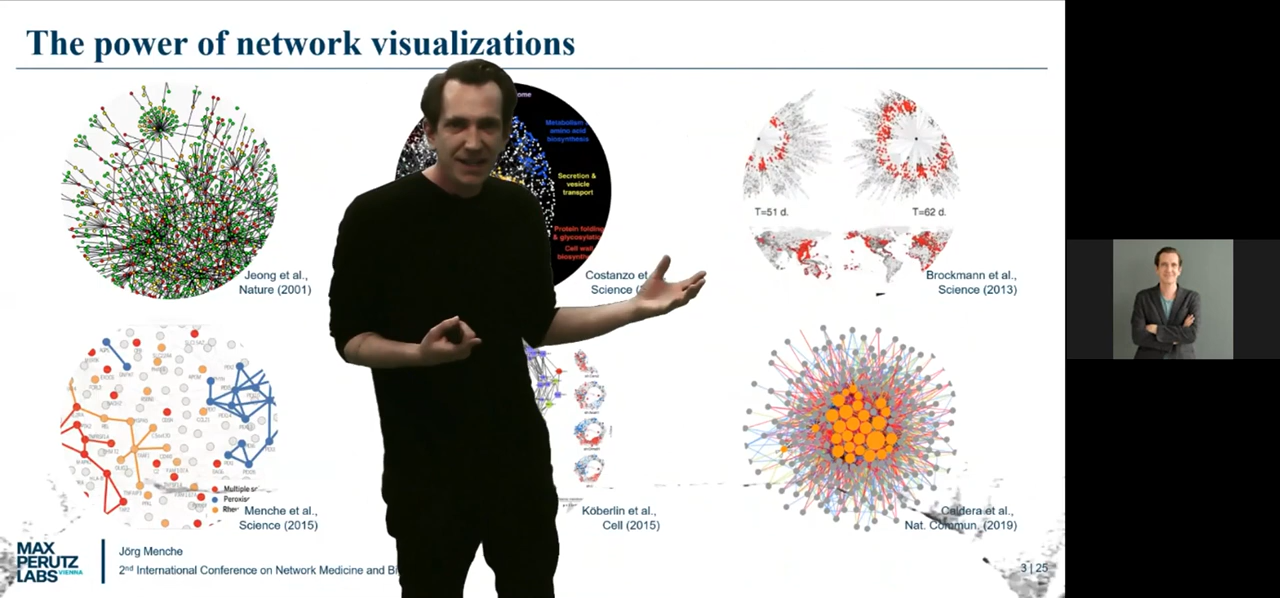 The power of network visualizations
ome
Metabolism
amino acid
biosynthesis
Secretion &
vesicle
transport
Protein folding
& glycosylatio
Cell wall
biosynthe
T=51 d.
T=62 d.
Jeong et al.,
Nature (2001)
Costanzo et
Science (
Brockmann et al.,
Science (2013)
Multiple s
Peroxis
Rhe
Menche et al.,
Science (2015)
Köberlin et al.,
Cell (2015)
Caldera et al.,
Nat. Commun. (2019)
MAX
PERUTZ
LABS VIENNA
Jörg Menche
2nd International Conference on Network Medicine and Bi
3 | 25